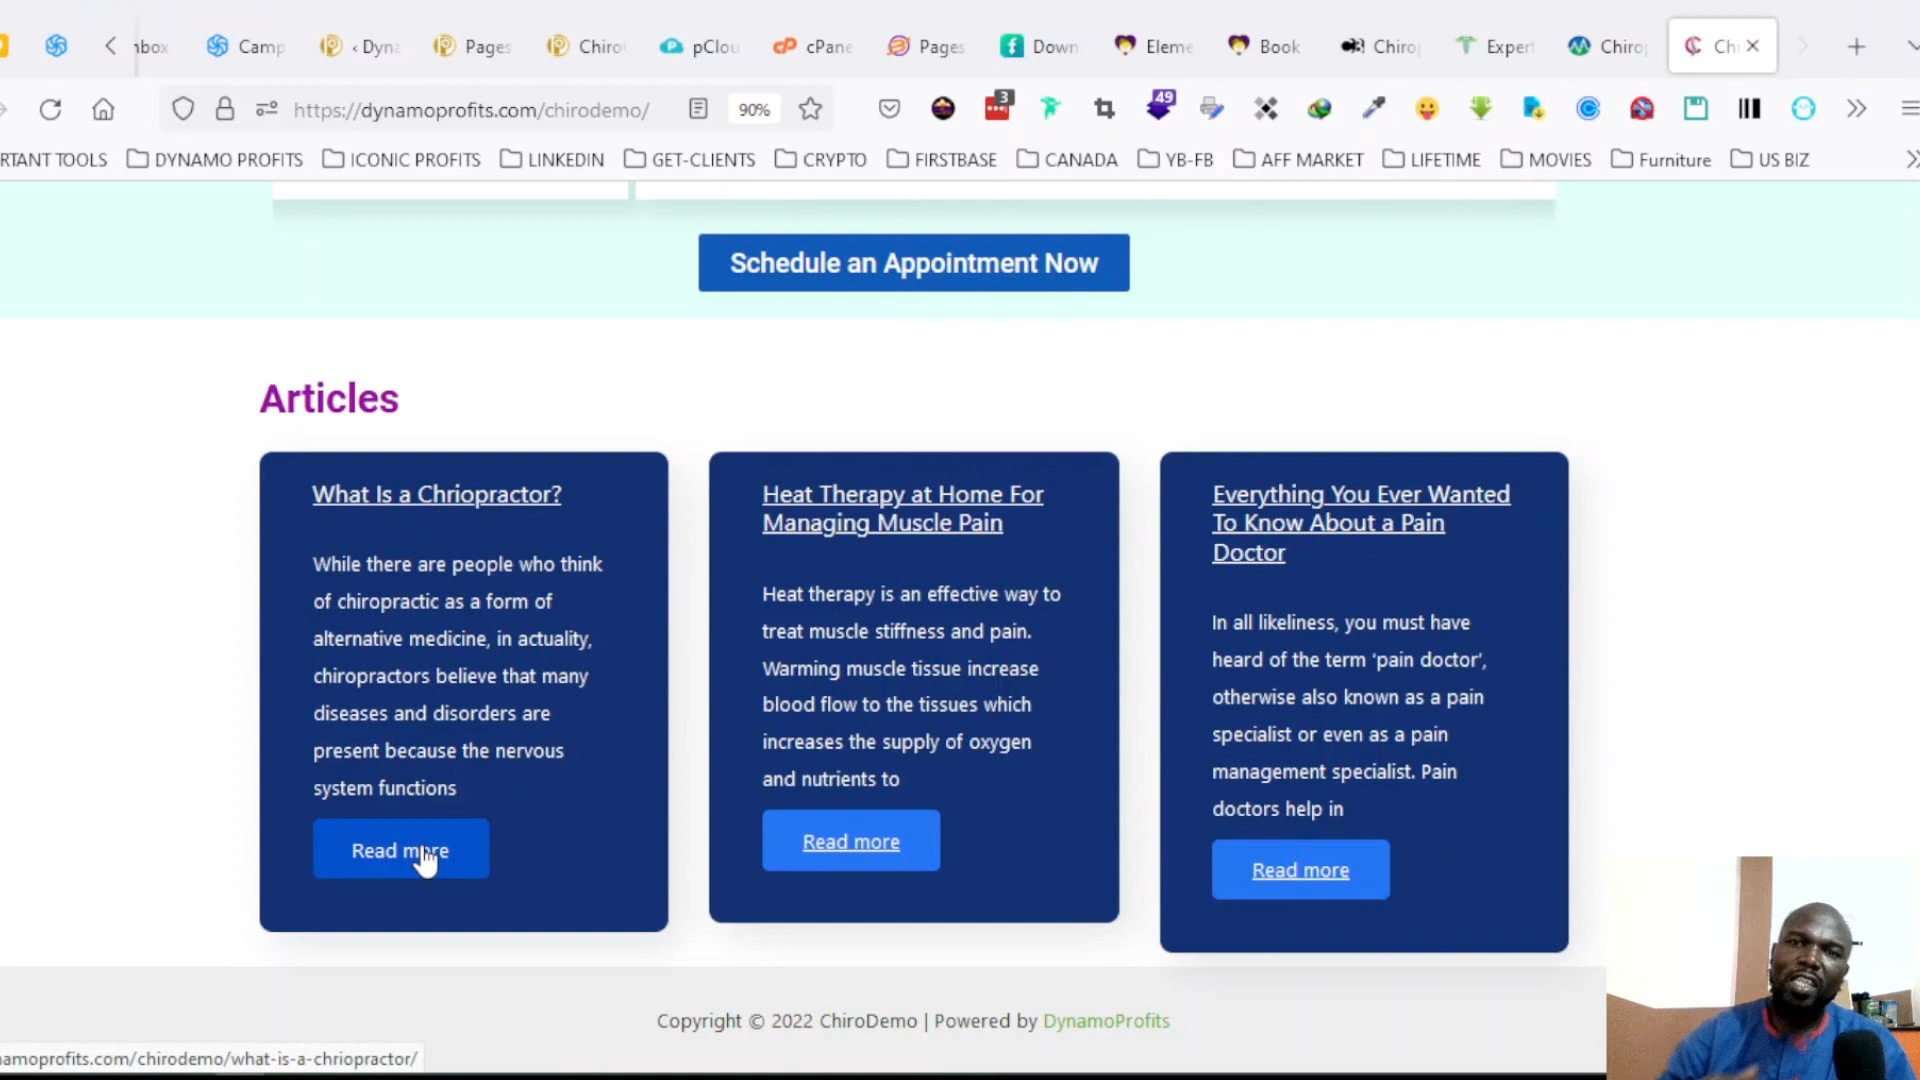 nbox
Camp
‹ Dyna
Pages
Chiro
pClou
cPane
Pages
Down
Eleme
Book
Chirop
Expert
Chirop
Chi
https://dynamoprofits.com/chirodemo/
90%
3
49
RTANT TOOLS
DYNAMO PROFITS
ICONIC PROFITS
LINKEDIN
GET-CLIENTS
CRYPTO
FIRSTBASE
CANADA
YB-FB
AFF MARKET
LIFETIME
MOVIES
Furniture
US BIZ
Schedule an Appointment Now
Articles
What Is a Chriopractor?
While there are people who think
of chiropractic as a form of
alternative medicine, in actuality,
chiropractors believe that many
diseases and disorders are
present because the nervous
system functions
Read more
Heat Therapy at Home For
Managing Muscle Pain
Heat therapy is an effective way to
treat muscle stiffness and pain.
Warming muscle tissue increase
blood flow to the tissues which
increases the supply of oxygen
and nutrients to
Read more
Everything You Ever Wanted
To Know About a Pain
Doctor
In all likeliness, you must have
heard of the term ‘pain doctor’,
otherwise also known as a pain
specialist or even as a pain
management specialist. Pain
doctors help in
Read more
Copyright © 2022 ChiroDemo | Powered by DynamoProfits
namoprofits.com/chirodemo/what-is-a-chriopractor/